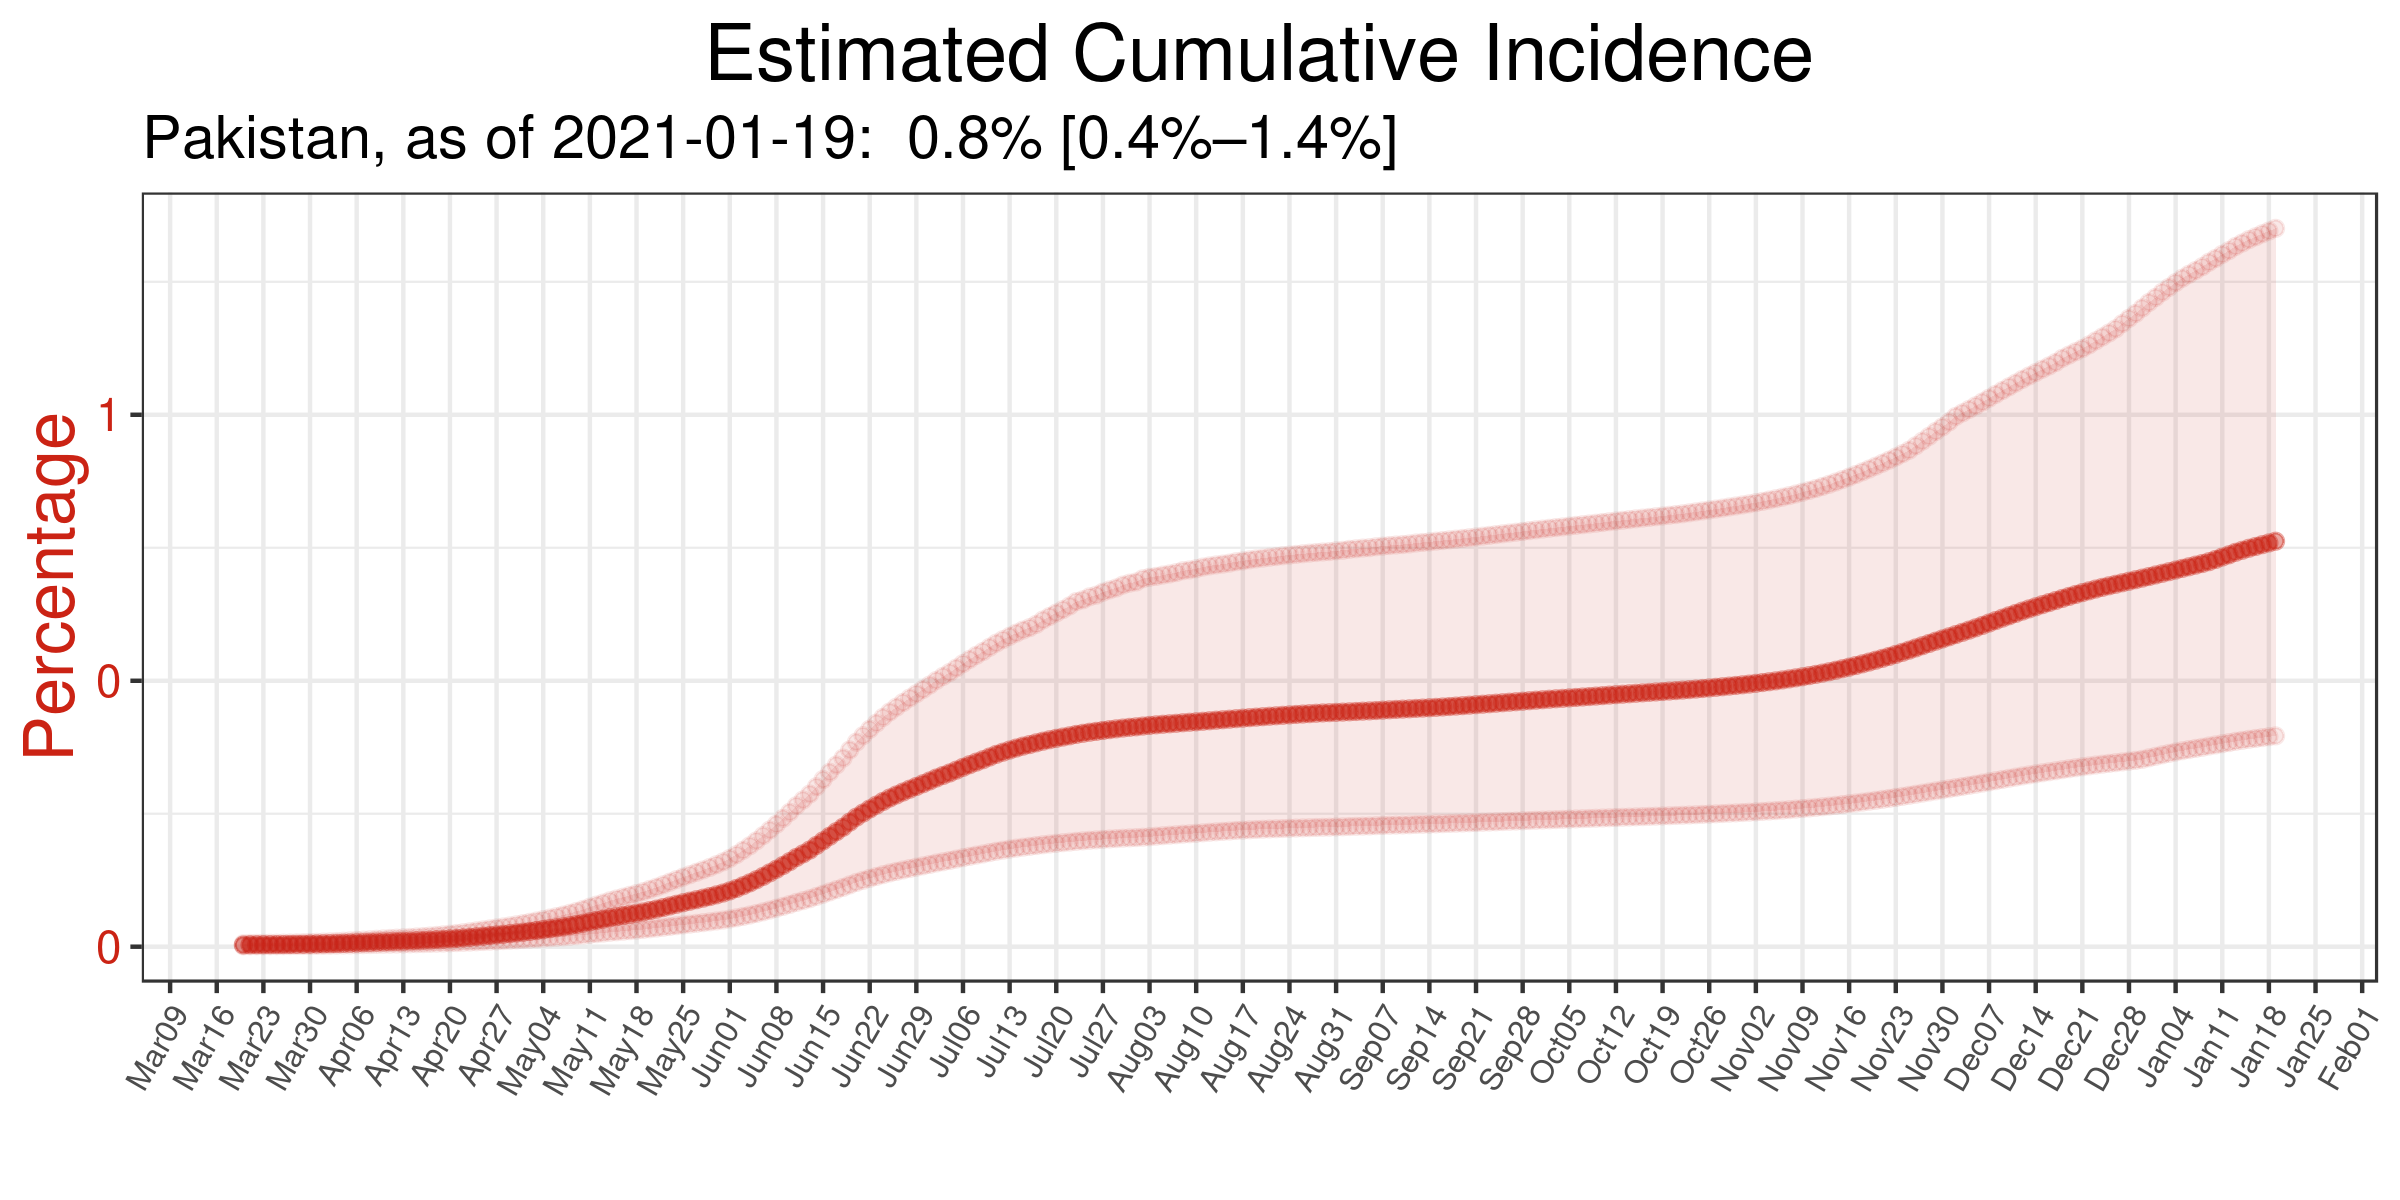 Estimated Cumulative Incidence
Pakistan, as of 2021-01-19:  0.8% [0.4%–1.4%]
Percentage
1
0
0
Mar09
Mar16
Mar23
Mar30
Apr06
Apr13
Apr20
Apr27
May04
May11
May18
May25
Jun01
Jun08
Jun15
Jun22
Jun29
Jul06
Jul13
Jul20
Jul27
Aug03
Aug10
Aug17
Aug24
Aug31
Sep07
Sep14
Sep21
Sep28
Oct05
Oct12
Oct19
Oct26
Nov02
Nov09
Nov16
Nov23
Nov30
Dec07
Dec14
Dec21
Dec28
Jan04
Jan11
Jan18
Jan25
Feb01